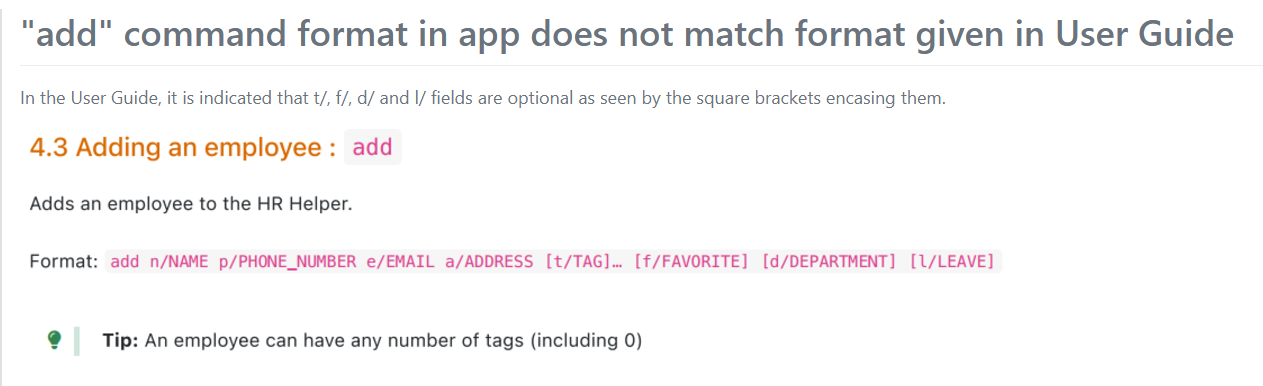 "add" command format in app does not match format given in User Guide
In the User Guide, it is indicated that t/, f/, d/ and l/ fields are optional as seen by the square brackets encasing them.
4.3 Adding an employee : add
Adds an employee to the HR Helper.
Format: add n/NAME p/PHONE_NUMBER e/EMAIL a/ADDRESS [t/TAG]… [f/FAVORITE] [d/DEPARTMENT] [l/LEAVE]
Tip: An employee can have any number of tags (including 0)